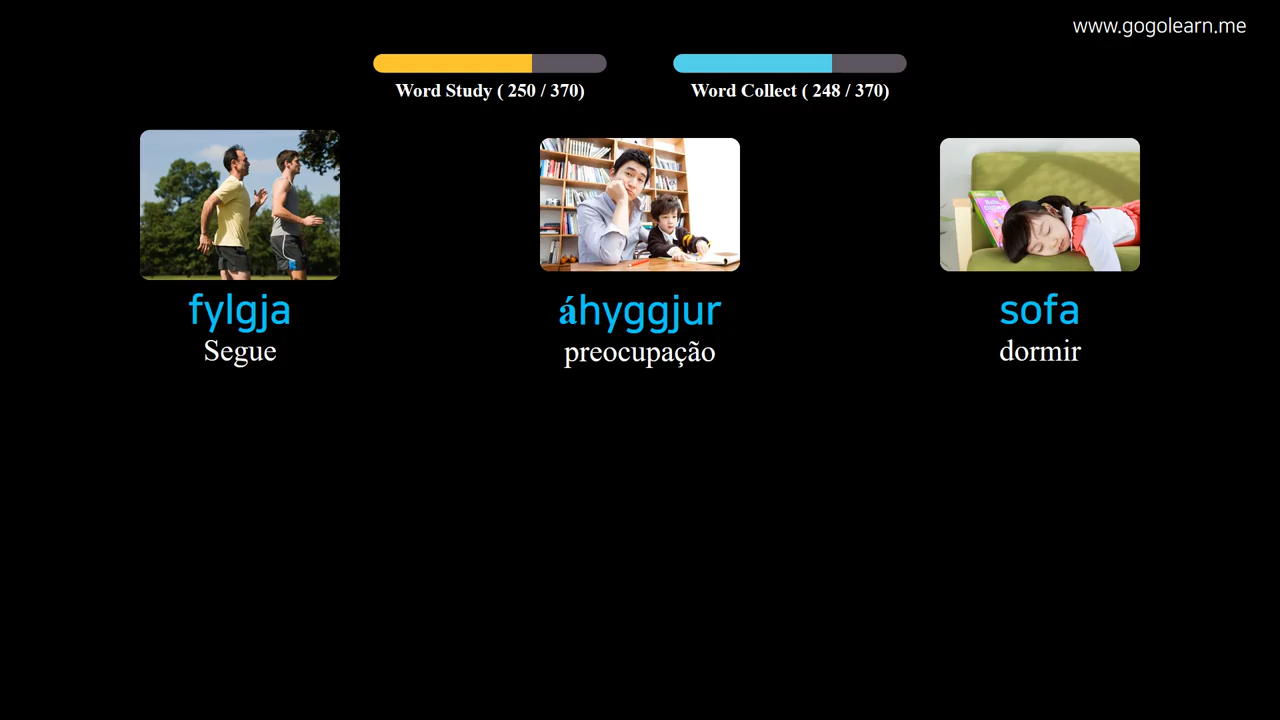 www.gogolearn.me
Word Study ( 250 / 370)
Word Collect ( 248 / 370)
fylgja
Segue
áhyggjur
preocupação
sofa
dormir